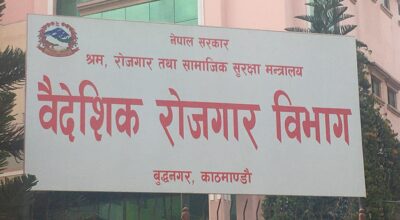 नेपाल सरकार
श्रम, रोजगार तथा सामाजिक सुरक्षा मन्त्रालय
वैदेशिक रोजगार विभाग
बुद्धनगर, काठमाण्डौ